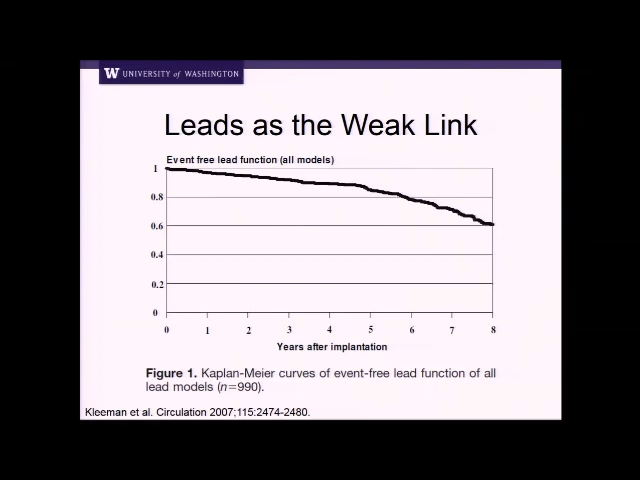 W UNIVERSITY of WASHINGTON
Leads as the Weak Link
Event free lead function (all models)
1
0.8
0.6
0.4
0.2
0
0 1 2 3 4 5 6 7 8
Years after implantation
Figure 1. Kaplan-Meier curves of event-free lead function of all
lead models (n=990).
Kleeman et al. Circulation 2007;115:2474-2480.